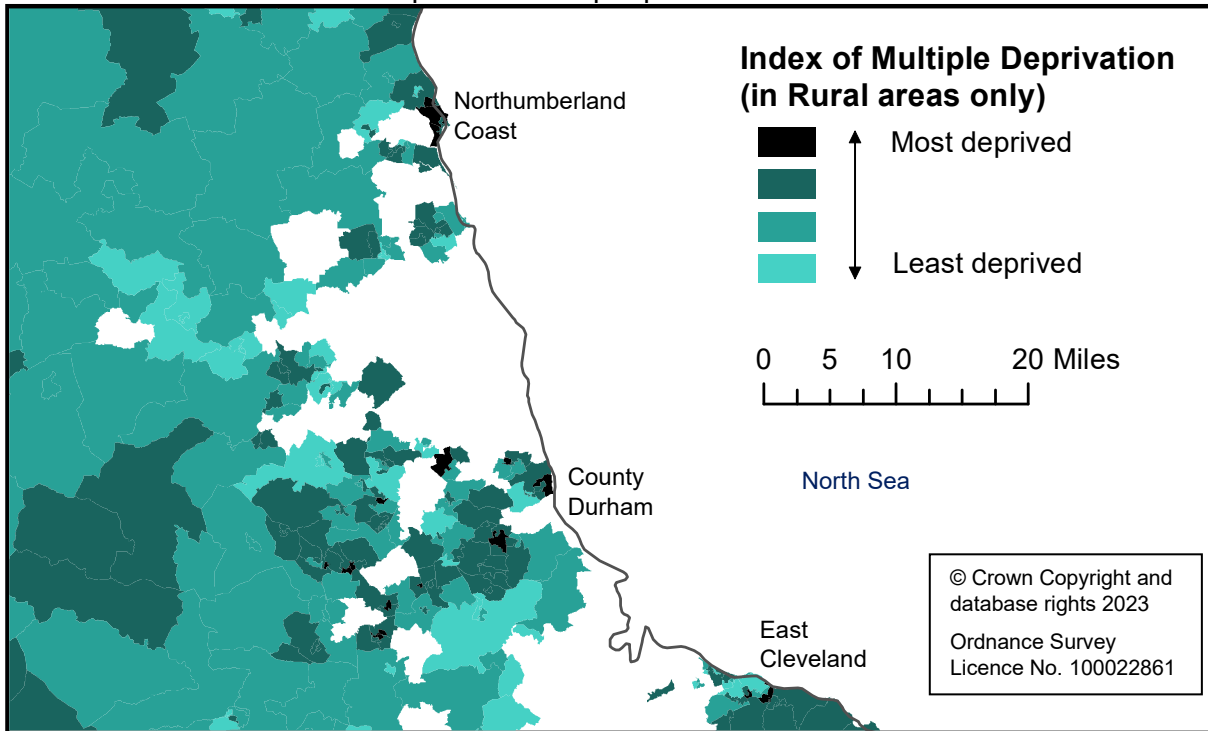 Index of Multiple Deprivation
(in Rural areas only)
Most deprived
Least deprived
0 5 10 20 Miles
Northumberland
Coast
North Sea
County
Durham
© Crown Copyright and
database rights 2023
Ordnance Survey
Licence No. 100022861
East
Cleveland